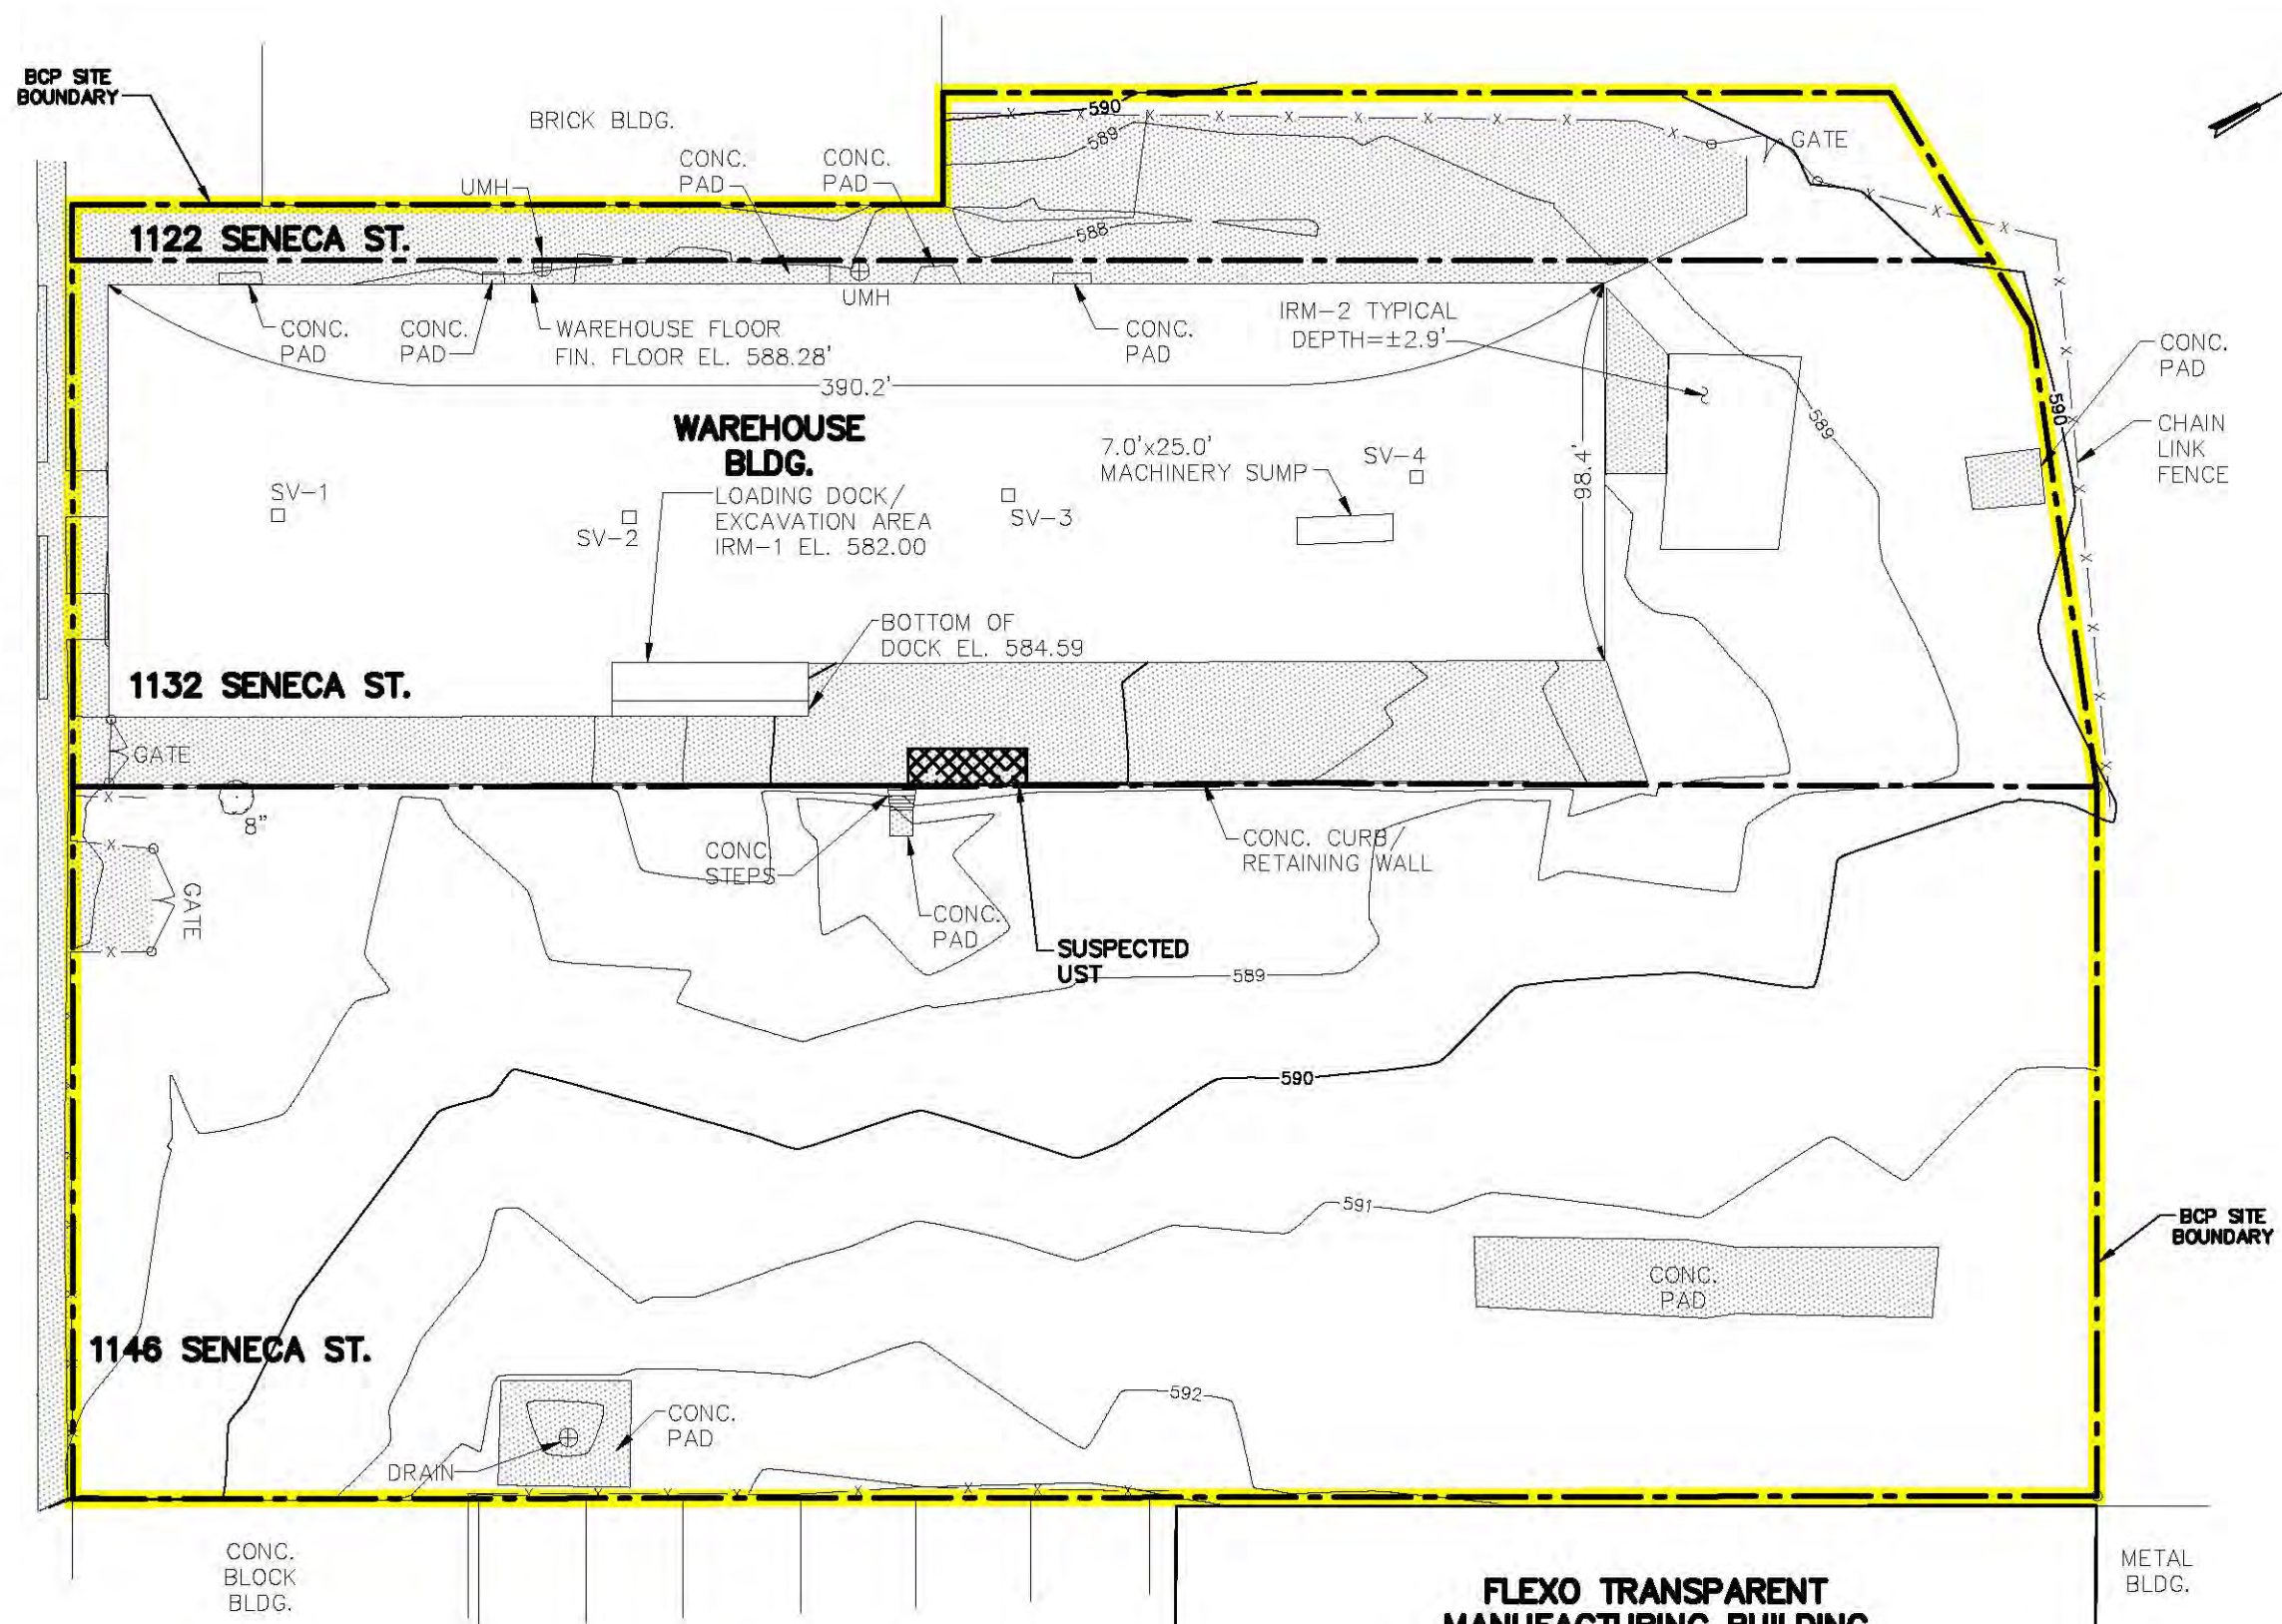 BCP SITE
BOUNDARY
BRICK BLDG.
590
589
GATE
UMH
CONC.
PAD
CONC.
PAD
1122 SENECA ST.
588
UMH
CONC.
PAD
CONC.
PAD
WAREHOUSE FLOOR
FIN. FLOOR EL. 588.28'
CONC.
PAD
IRM-2 TYPICAL
DEPTH=±2.9'
CONC.
PAD
390.2'
589
590
CHAIN
LINK
FENCE
WAREHOUSE
BLDG.
7.0'x25.0'
MACHINERY SUMP
SV-4
98.4'
SV-1
SV-2
LOADING DOCK/
EXCAVATION AREA
IRM-1 EL. 582.00
SV-3
BOTTOM OF
DOCK EL. 584.59
1132 SENECA ST.
GATE
8"
GATE
CONC
STEPS
CONC.
PAD
CONC. CURB/
RETAINING WALL
SUSPECTED
UST
589
590
591
BCP SITE
BOUNDARY
CONC.
PAD
1146 SENECA ST.
592
CONC.
PAD
DRAIN
CONC.
BLOCK
BLDG.
FLEXO TRANSPARENT
MANUFACTURING BUILDING
METAL
BLDG.